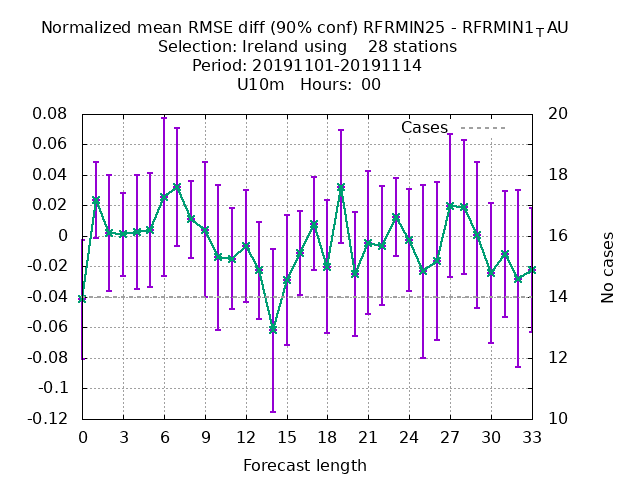 Normalized mean RMSE diff (90% conf) RFRMIN25 - RFRMIN1_TAU
Selection: Ireland using    28 stations
Period: 20191101-20191114
U10m   Hours:  00
0.08 20
Cases
0.06
0.04 18
0.02
0 16
-0.02
-0.04 14
-0.06
-0.08 12
-0.1
-0.12 10
No cases
0 3 6 9 12 15 18 21 24 27 30 33
Forecast length